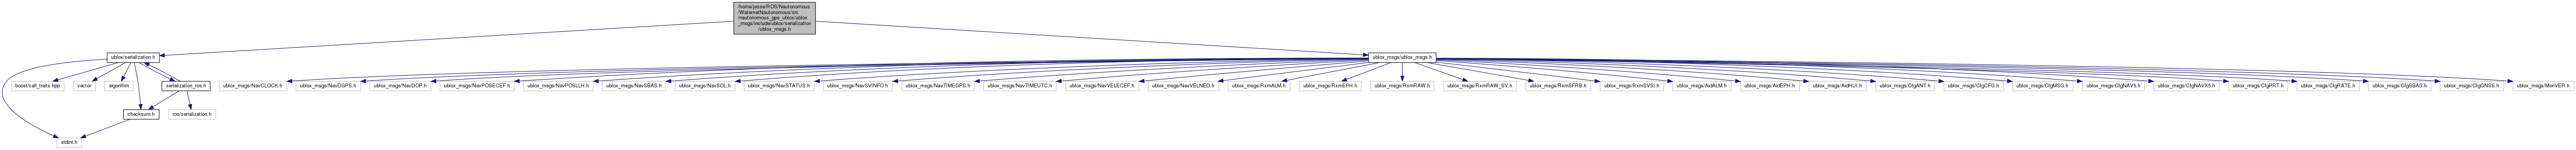 /home/jesse/ROS/Nautonomous
/WaternetNautonomous/src
/nautonomous_gps_ublox/ublox
_msgs/include/ublox/serialization
/ublox_msgs.h
ublox/serialization.h
ublox_msgs/ublox_msgs.h
boost/call_traits.hpp
vector
algorithm
serialization_ros.h
ublox_msgs/NavCLOCK.h
ublox_msgs/NavDGPS.h
ublox_msgs/NavDOP.h
ublox_msgs/NavPOSECEF.h
ublox_msgs/NavPOSLLH.h
ublox_msgs/NavSBAS.h
ublox_msgs/NavSOL.h
ublox_msgs/NavSTATUS.h
ublox_msgs/NavSVINFO.h
ublox_msgs/NavTIMEGPS.h
ublox_msgs/NavTIMEUTC.h
ublox_msgs/NavVELECEF.h
ublox_msgs/NavVELNED.h
ublox_msgs/RxmALM.h
ublox_msgs/RxmEPH.h
ublox_msgs/RxmRAW.h
ublox_msgs/RxmRAW_SV.h
ublox_msgs/RxmSFRB.h
ublox_msgs/RxmSVSI.h
ublox_msgs/AidALM.h
ublox_msgs/AidEPH.h
ublox_msgs/AidHUI.h
ublox_msgs/CfgANT.h
ublox_msgs/CfgCFG.h
ublox_msgs/CfgMSG.h
ublox_msgs/CfgNAV5.h
ublox_msgs/CfgNAVX5.h
ublox_msgs/CfgPRT.h
ublox_msgs/CfgRATE.h
ublox_msgs/CfgSBAS.h
ublox_msgs/CfgGNSS.h
ublox_msgs/MonVER.h
checksum.h
ros/serialization.h
stdint.h